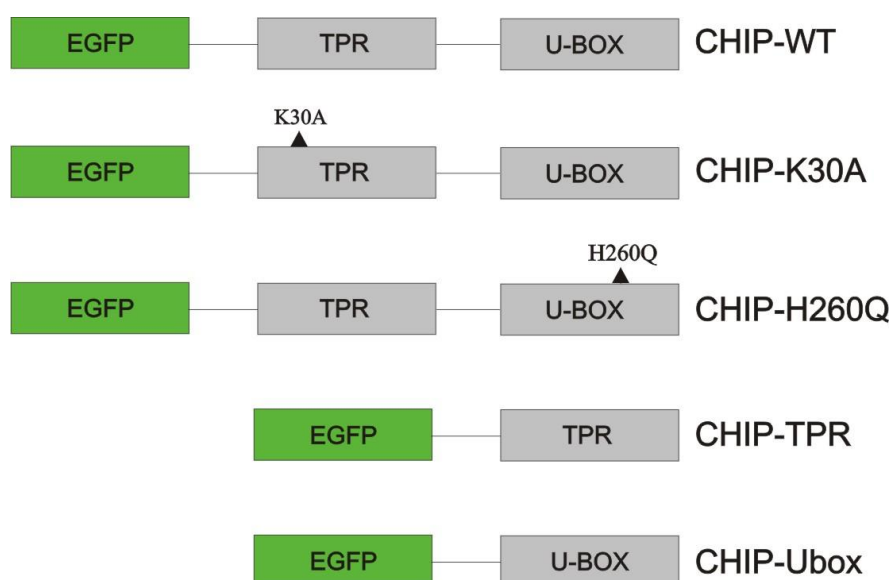 EGFP TPR U-BOX CHIP-WT
K30A
EGFP TPR U-BOX CHIP-K30A
H260Q
EGFP TPR U-BOX CHIP-H260Q
EGFP TPR CHIP-TPR
EGFP U-BOX CHIP-Ubox